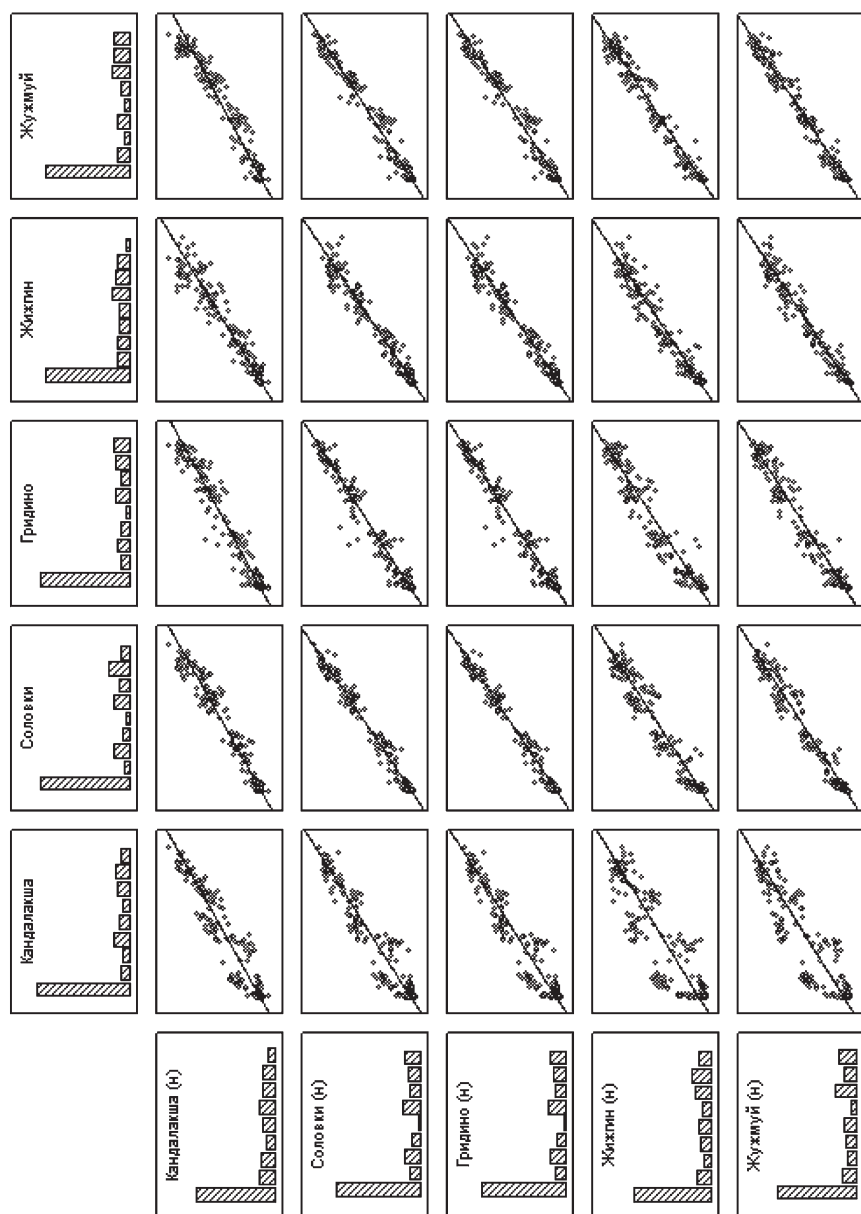 Кандалакша
Соловки
Гридино
Жижгин
Жужмуй
Кандалакша (н)
Соловки (н)
Гридино (н)
Жижгин (н)
Жужмуй (н)